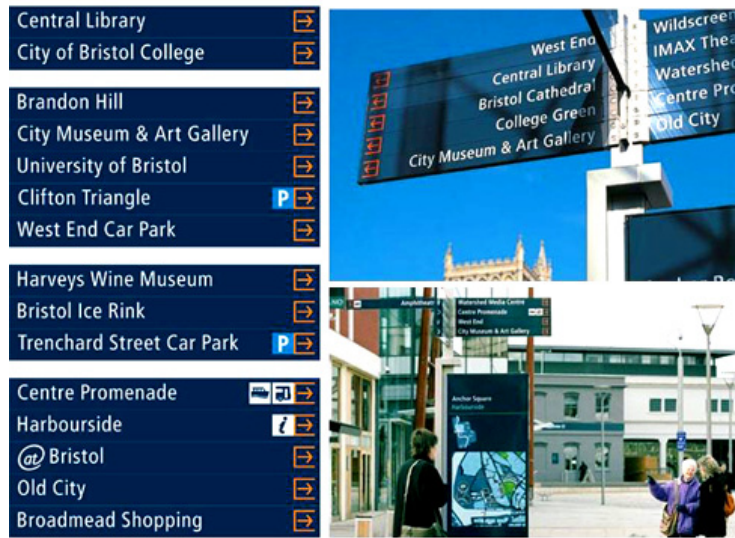 Central Library
City of Bristol College
Brandon Hill
City Museum & Art Gallery
University of Bristol
Clifton Triangle P
West End Car Park
Harveys Wine Museum
Bristol Ice Rink
Trenchard Street Car Park P
Centre Promenade
Harbourside i
@ Bristol
Old City
Broadmead Shopping
West End
Central Library
Bristol Cathedral
College Green
City Museum & Art Gallery
Wildscreen
IMAX Thea
Watershed
Centre Pro
Old City
Amphitheatr
Watershed Media Centre
Centre Promenade
West End
City Museum & Art Gallery
Anchor Square
Harbourside